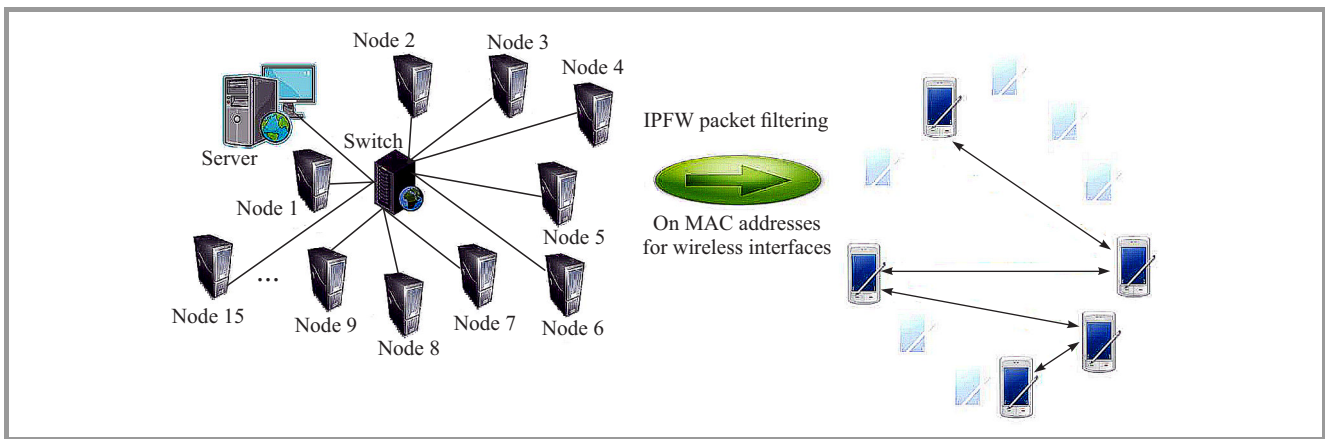 Node 2
Node 3
Node 4
Server
Switch
Node 1
Node 5
Node 15
...
Node 9
Node 8
Node 7
Node 6
IPFW packet filtering
On MAC addresses
for wireless interfaces